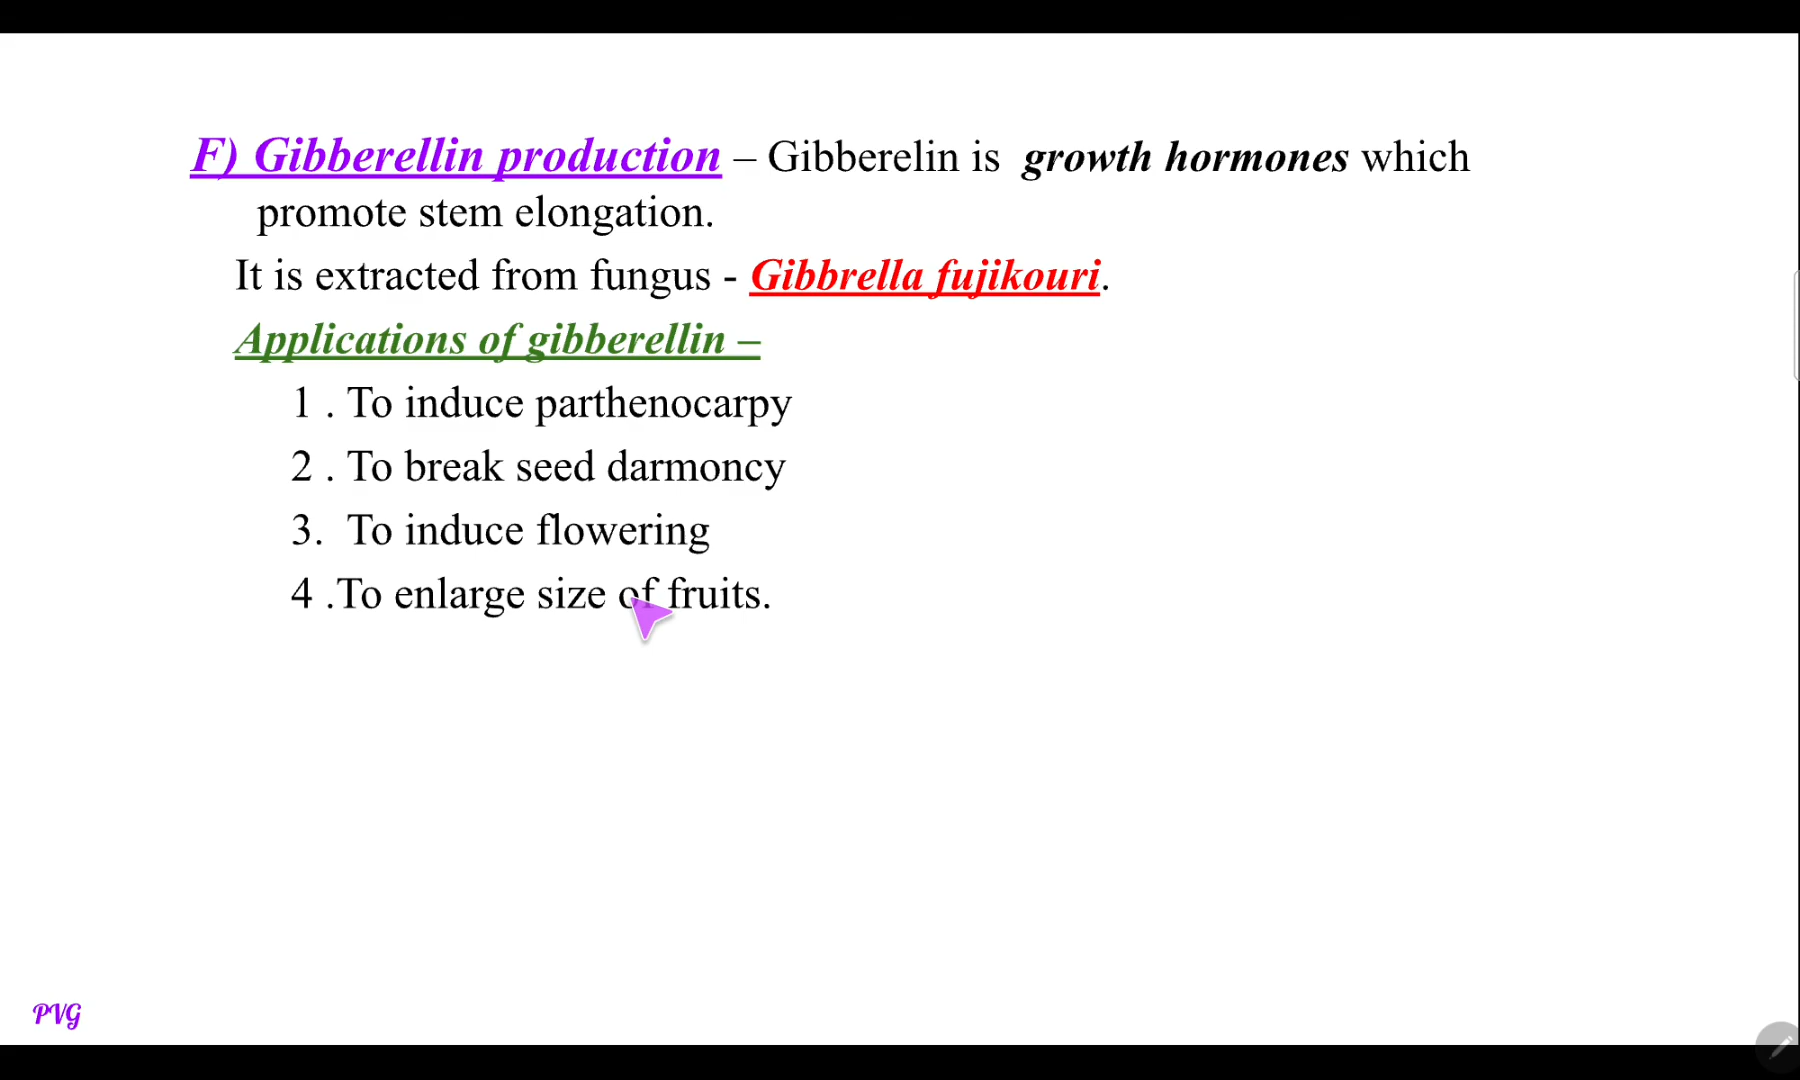 F) Gibberellin production – Gibberelin is growth hormones which
promote stem elongation.
It is extracted from fungus - Gibbrella fujikouri.
Applications of gibberellin –
1 . To induce parthenocarpy
2 . To break seed darmoncy
3. To induce flowering
4 .To enlarge size of fruits.
PVG